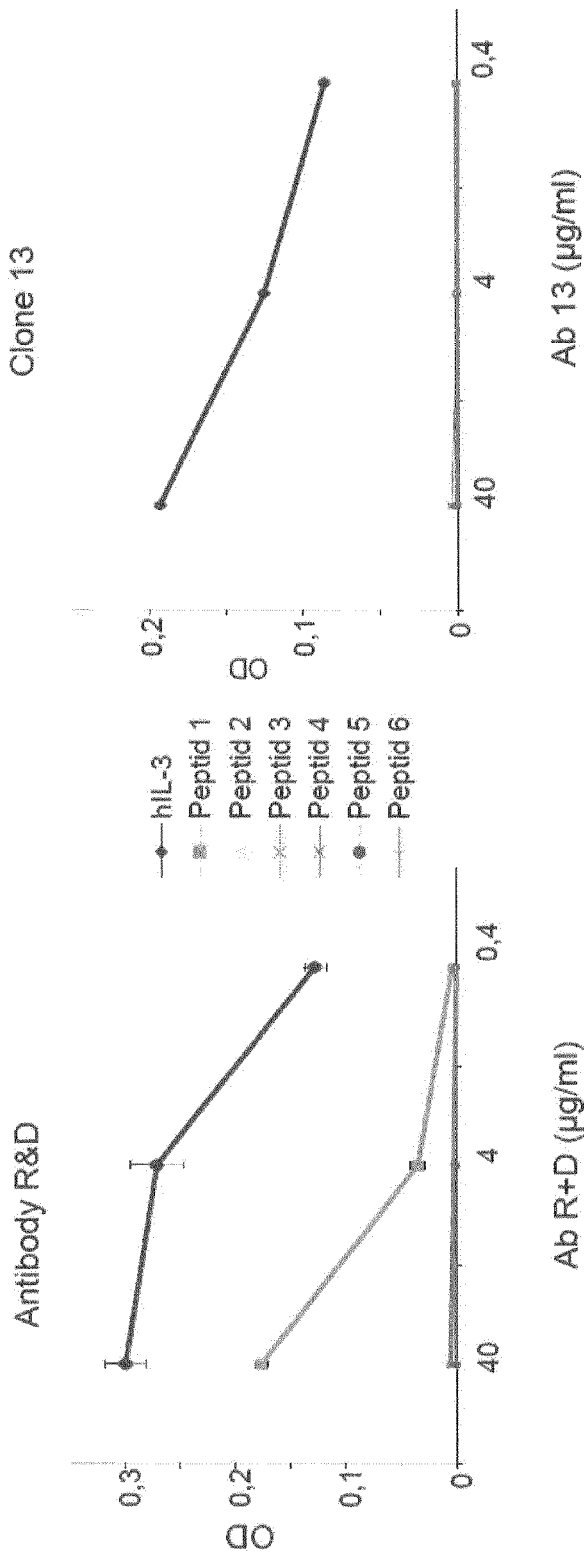 Antibody R&D
OD
0,3
0,2
0,1
0
40
4
0,4
Ab R+D (µg/ml)
hIL-3
Peptid 1
Peptid 2
Peptid 3
Peptid 4
Peptid 5
Peptid 6
Clone 13
OD
0,2
0,1
0
40
4
0,4
Ab 13 (µg/ml)